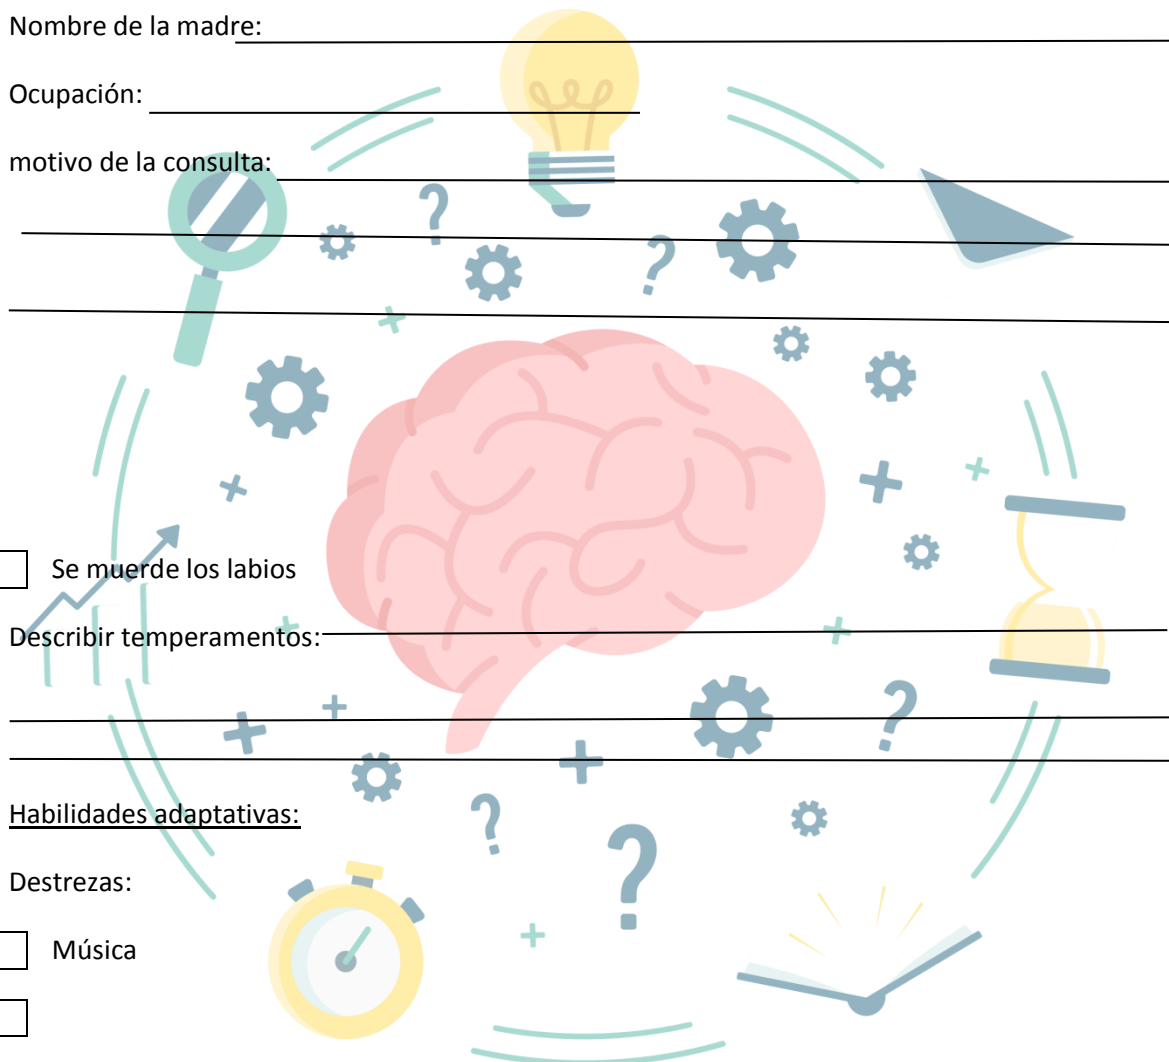 Nombre de la madre:
Ocupación:
motivo de la consulta:
Se muerde los labios
Describir temperamentos:
Habilidades adaptativas:
Destrezas:
Música